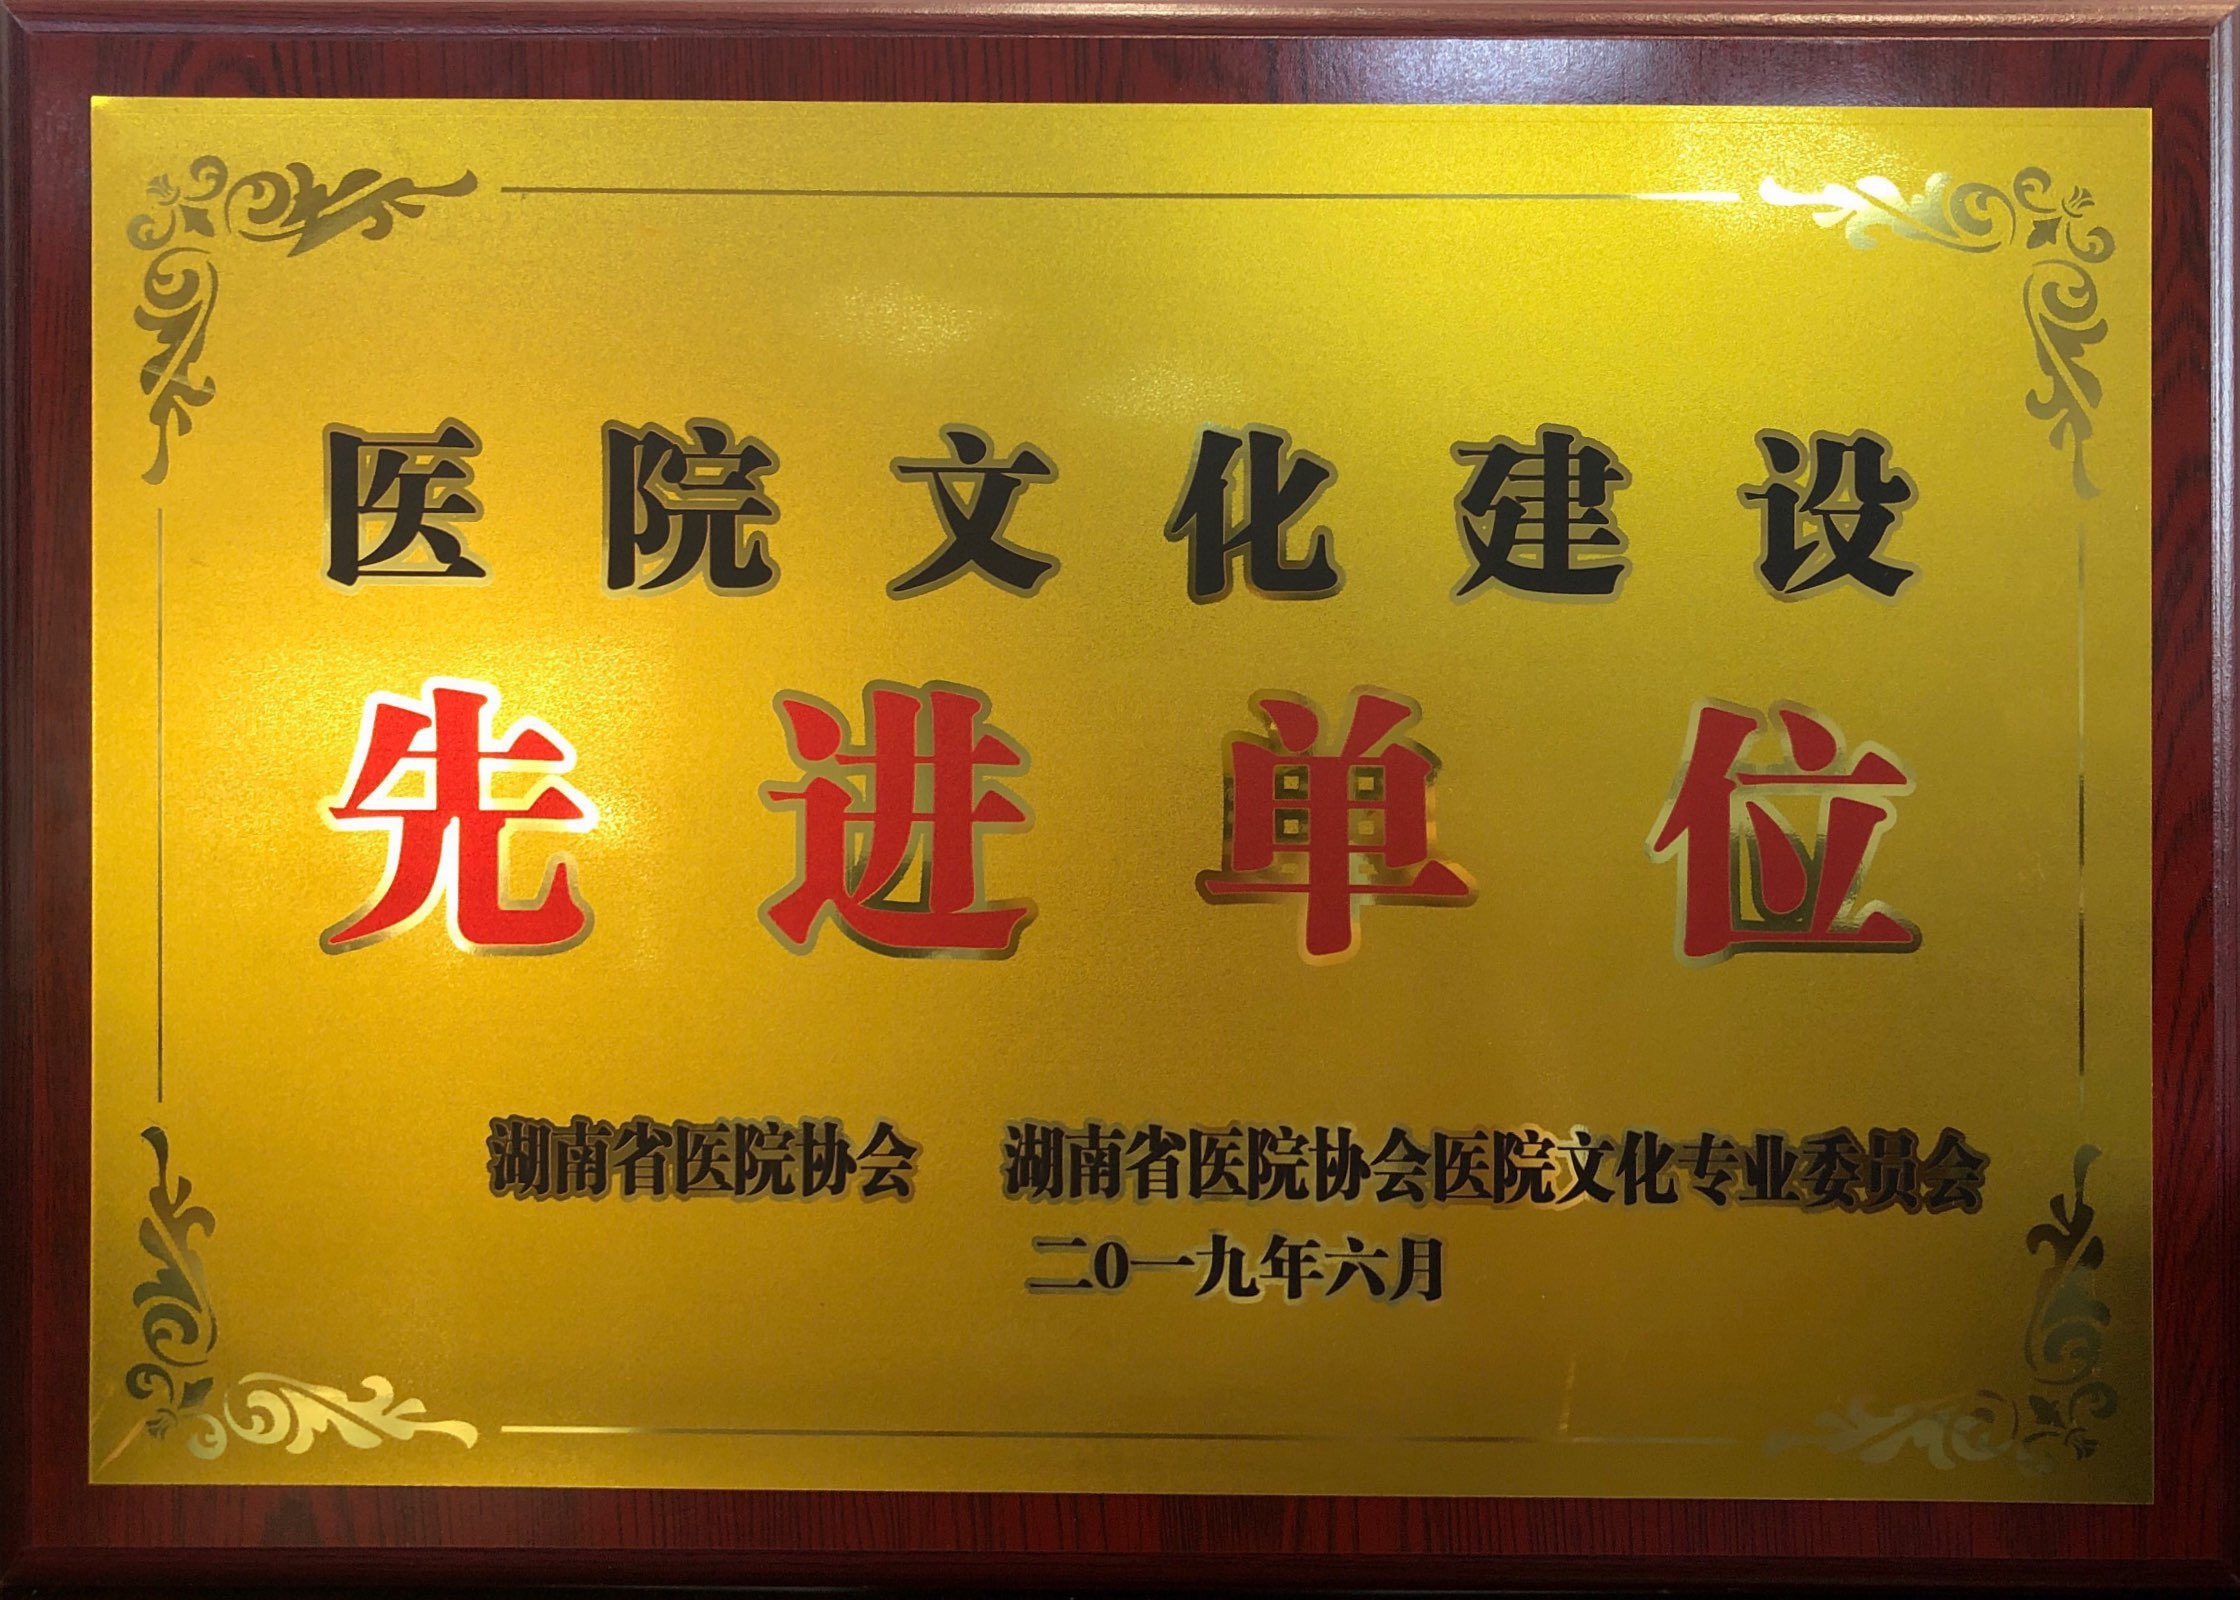 医院文化建设
先进单位
湖南省医院协会 湖南省医院协会医院文化专业委员会
二0一九年六月